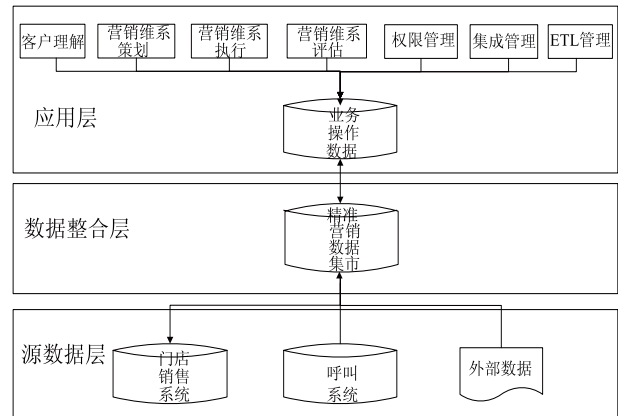 客户理解
营销维系
策划
营销维系
执行
营销维系
评估
权限管理
集成管理
ETL管理
应用层
业务
操作
数据
数据整合层
精准
营销
数据
集市
源数据层
门店
销售
系统
呼叫
系统
外部数据